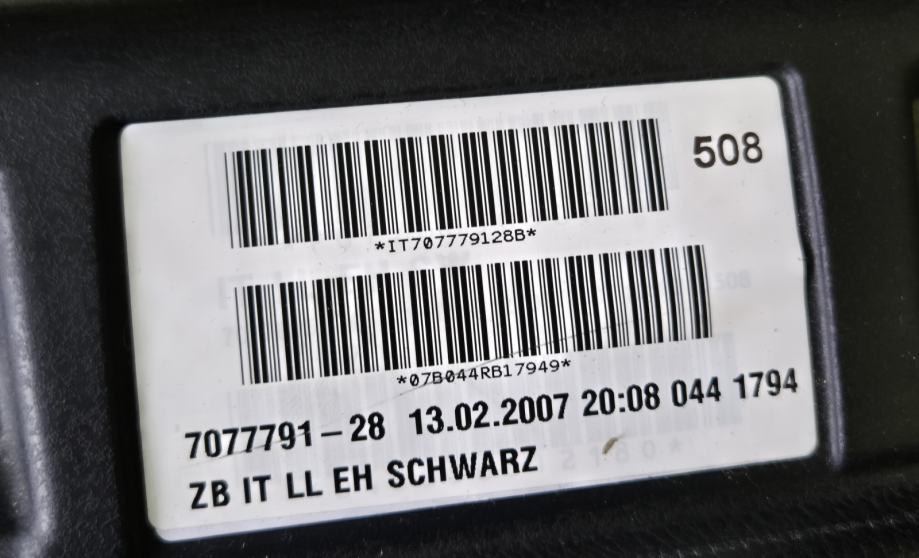 508
*IT707779128B*
*07B044RB17949*
7077791-28 13.02.2007 20:08 044 1794
ZB IT LL EH SCHWARZ